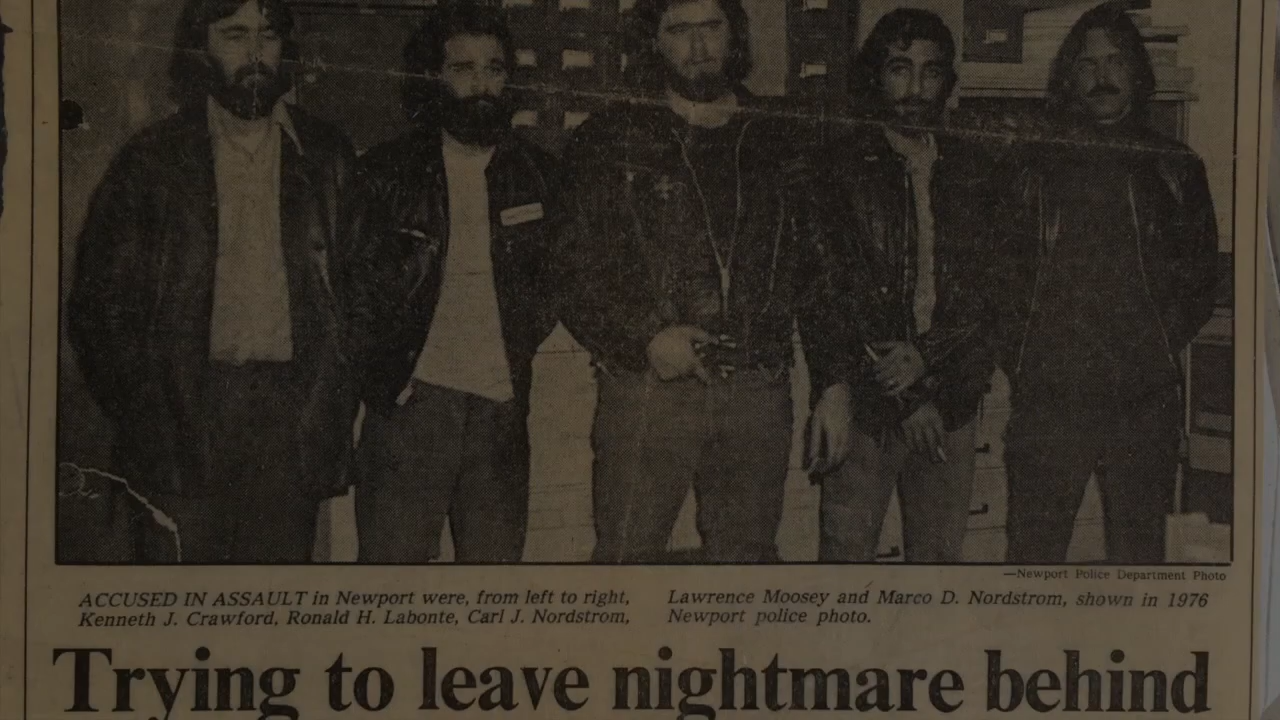 —Newport Police Department Photo
ACCUSED IN ASSAULT in Newport were, from left to right,
Kenneth J. Crawford, Ronald H. Labonte, Carl J. Nordstrom,
Lawrence Moosey and Marco D. Nordstrom, shown in 1976
Newport police photo.
Trying to leave nightmare behind